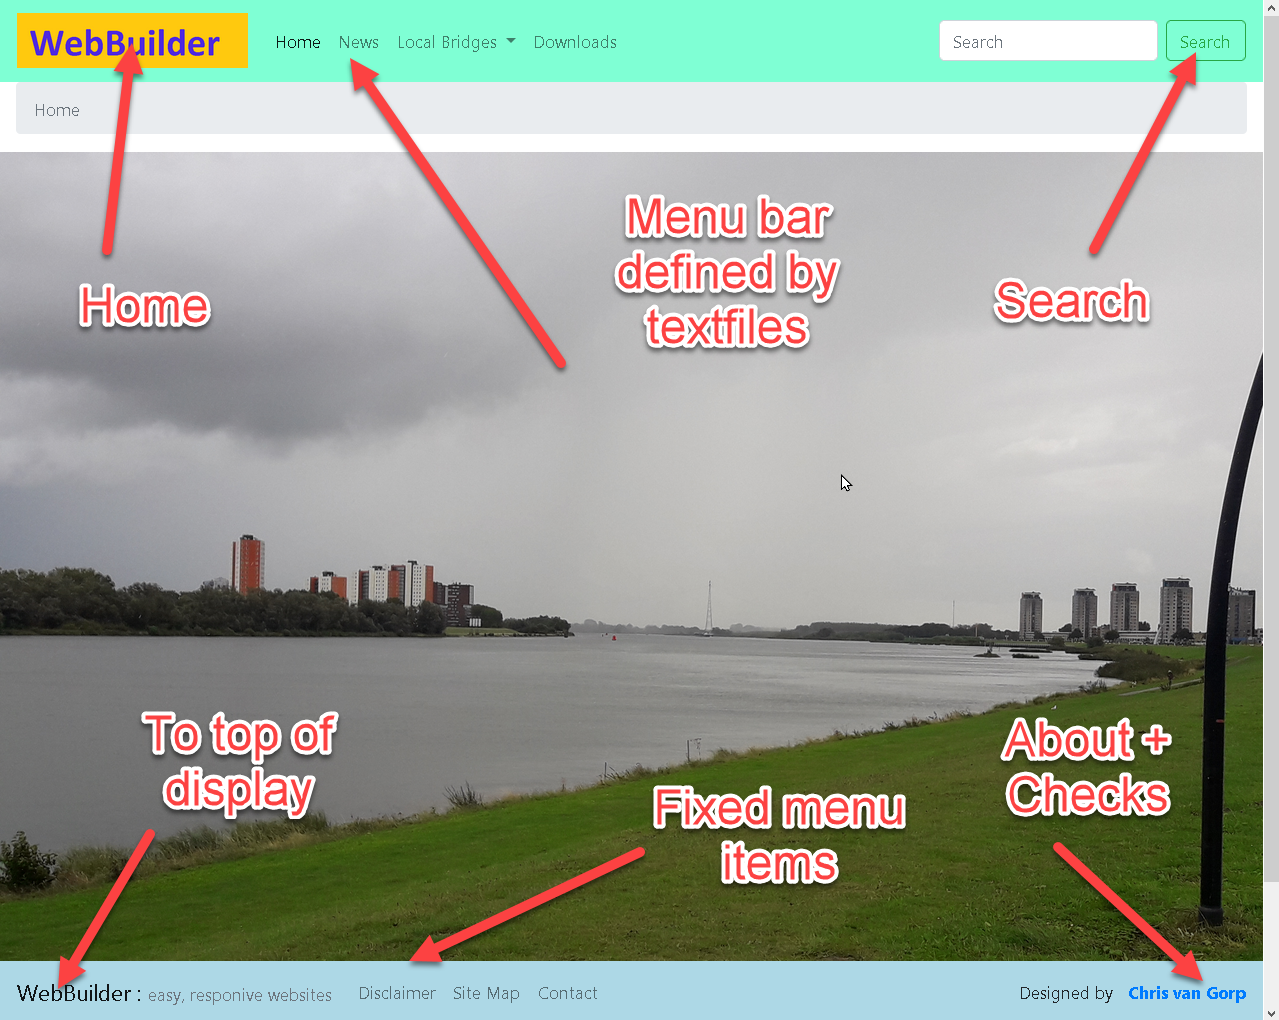 WebBuilder
Home News Local Bridges Downloads
Search Search
Home
Menu bar
defined by
textfiles
Home
Search
To top of
display
Fixed menu
items
About +
Checks
WebBuilder : easy, responive websites Disclaimer Site Map Contact Designed by Chris van Gorp